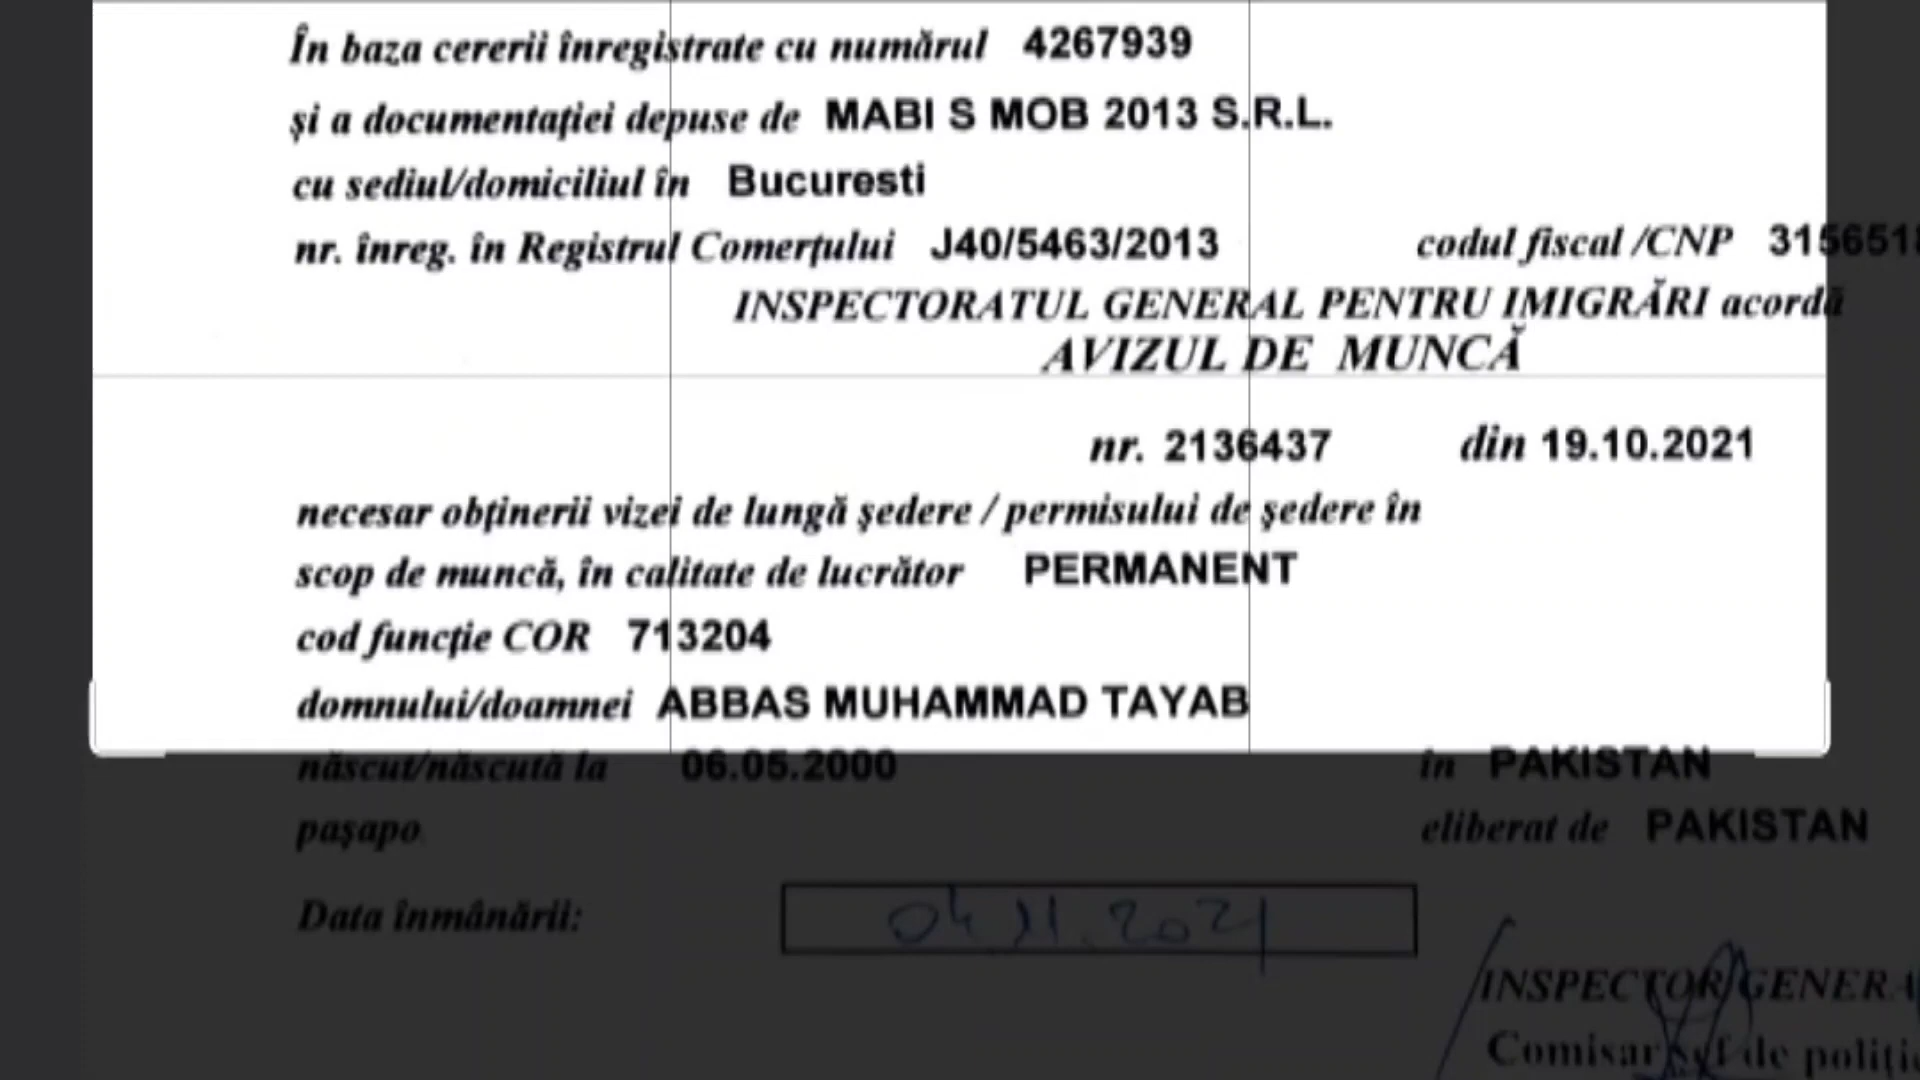 În baza cererii înregistrate cu numărul 4267939
și a documentației depuse de MABI S MOB 2013 S.R.L.
cu sediul/domiciliul în Bucuresti
nr. înreg. în Registrul Comerțului J40/5463/2013 codul fiscal /CNP 3156518
INSPECTORATUL GENERAL PENTRU IMIGRĂRI acordă
AVIZUL DE MUNCĂ
nr. 2136437 din 19.10.2021
necesar obținerii vizei de lungă ședere / permisului de ședere în
scop de muncă, în calitate de lucrător PERMANENT
cod funcție COR 713204
domnului/doamnei ABBAS MUHAMMAD TAYAB
născut/născută la 06.05.2000 în PAKISTAN
pașapo eliberat de PAKISTAN
Data înmânării: 04.11.2021
INSPECTOR GENERA
Comisar șef de poliți